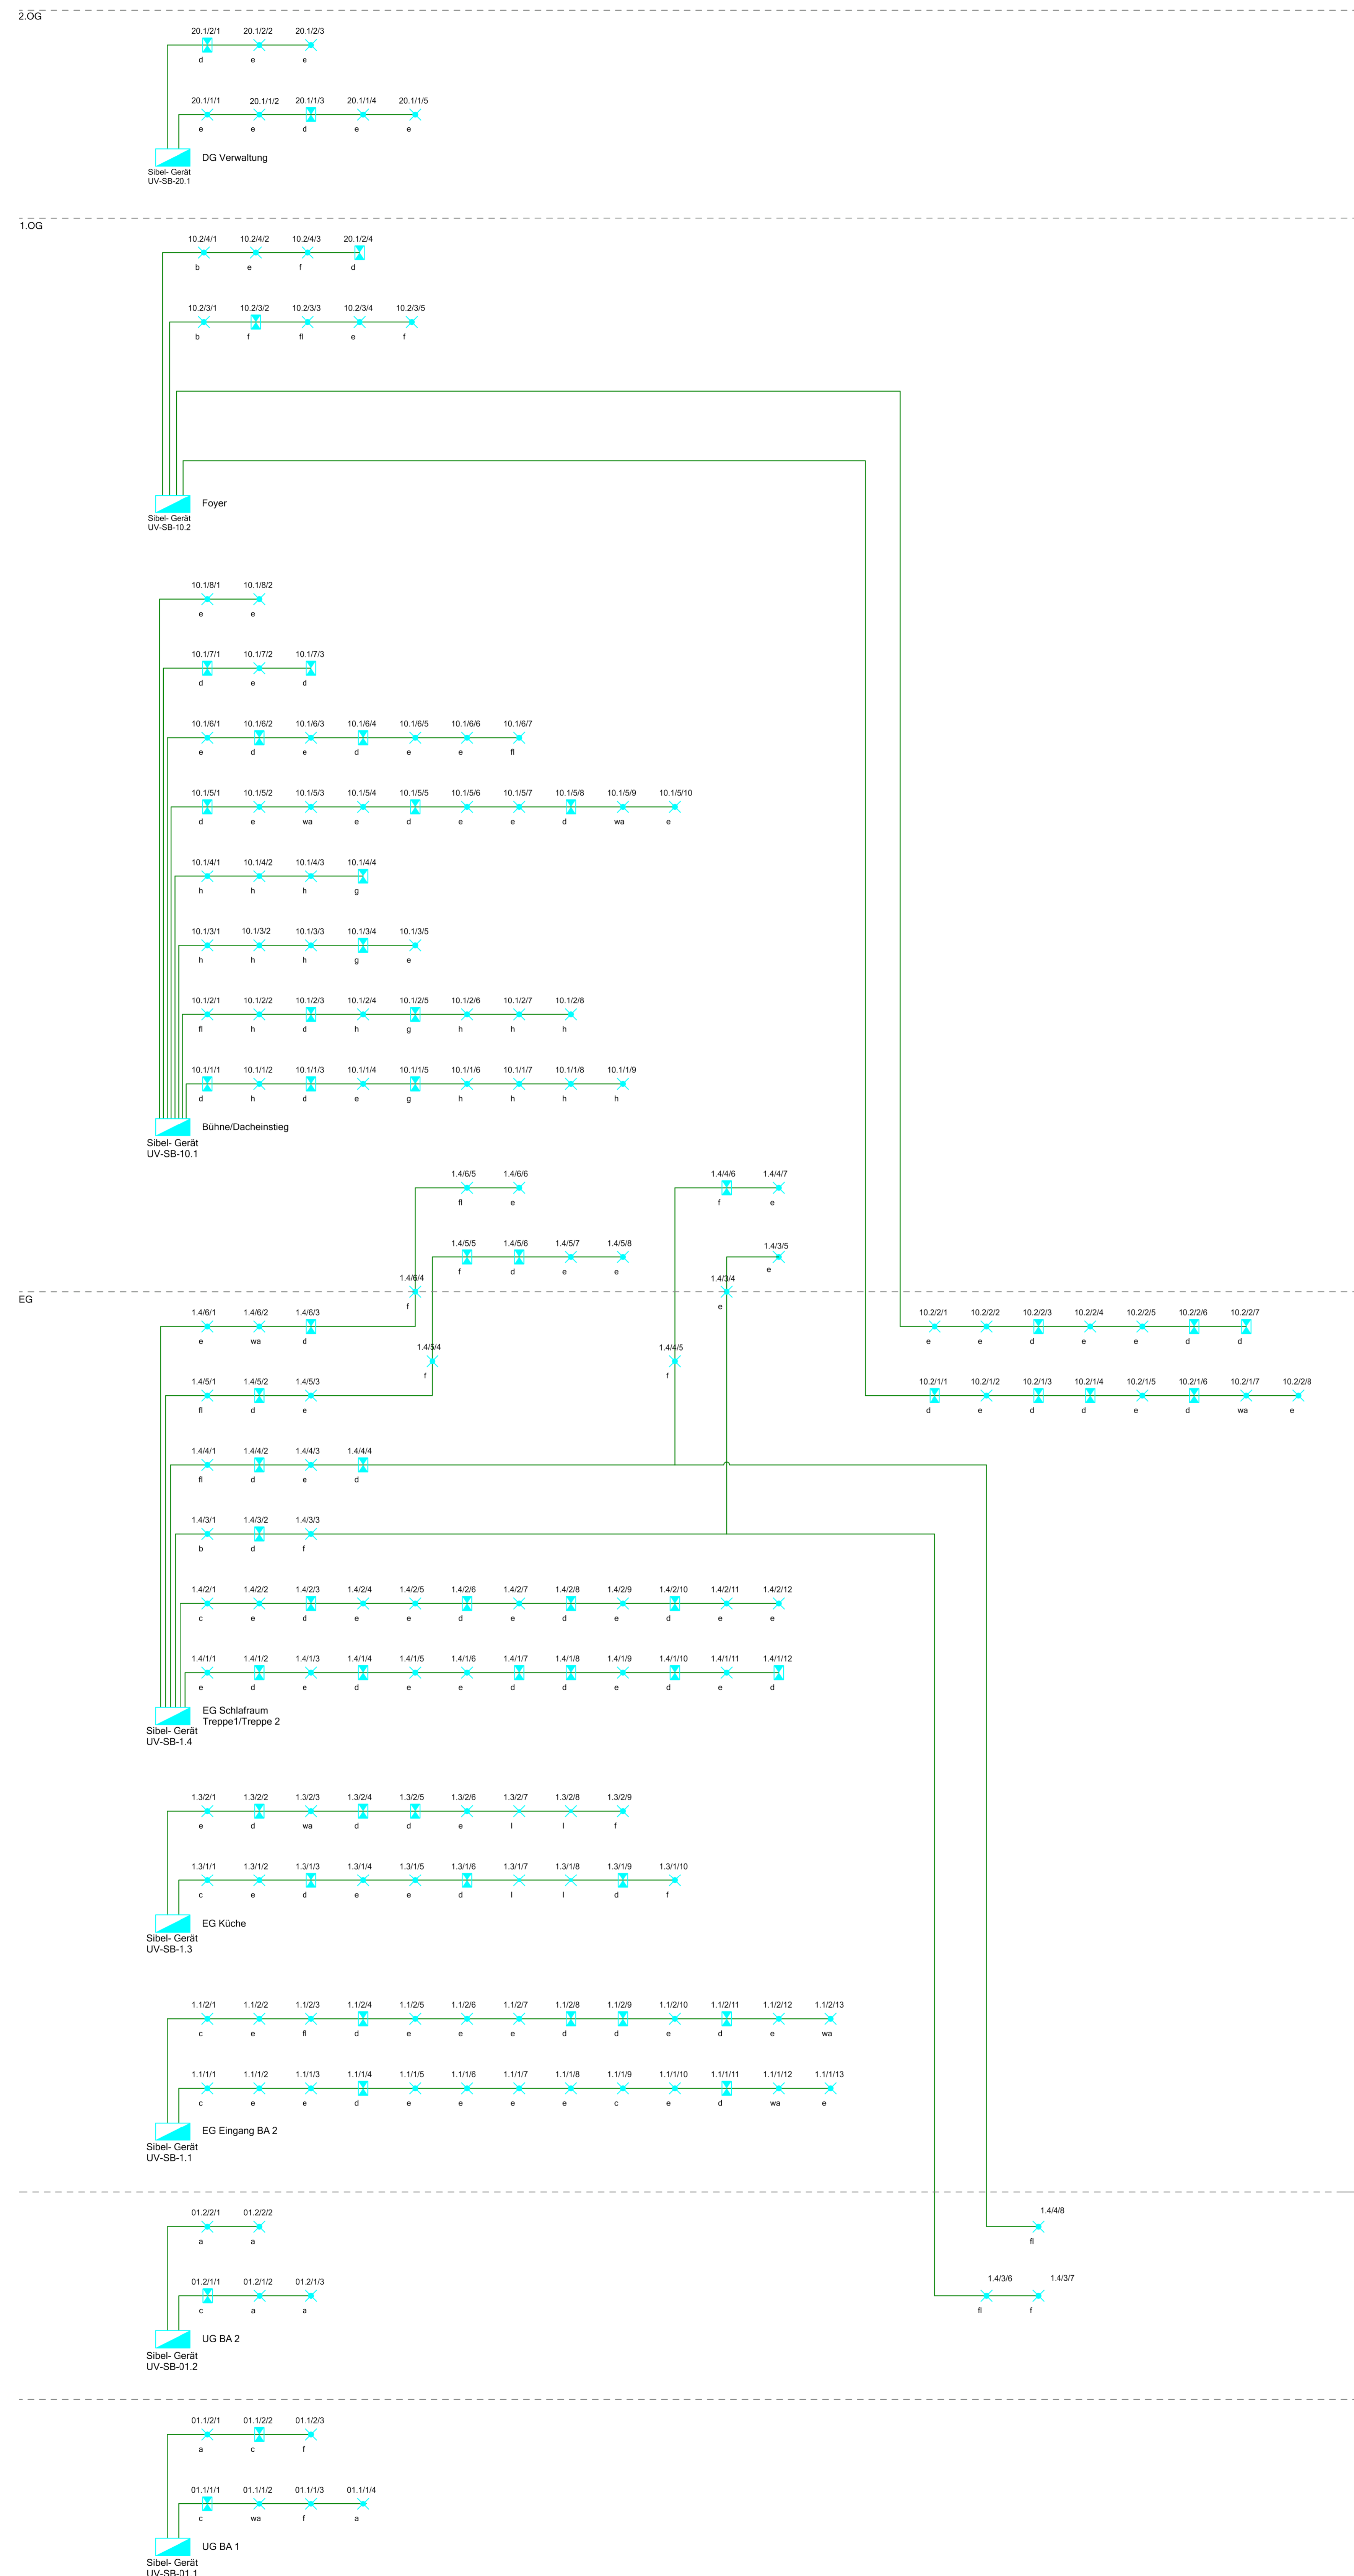 2.OG
20.1/2/1 20.1/2/2 20.1/2/3
d e e
20.1/1/1 20.1/1/2 20.1/1/3 20.1/1/4 20.1/1/5
e e d e e
DG Verwaltung
Sibel- Gerät
UV-SB-20.1
1.OG
10.2/4/1 10.2/4/2 10.2/4/3 20.1/2/4
b e f d
10.2/3/1 10.2/3/2 10.2/3/3 10.2/3/4 10.2/3/5
b f fl e f
Foyer
Sibel- Gerät
UV-SB-10.2
10.1/8/1 10.1/8/2
e e
10.1/7/1 10.1/7/2 10.1/7/3
d e d
10.1/6/1 10.1/6/2 10.1/6/3 10.1/6/4 10.1/6/5 10.1/6/6 10.1/6/7
e d e d e e fl
10.1/5/1 10.1/5/2 10.1/5/3 10.1/5/4 10.1/5/5 10.1/5/6 10.1/5/7 10.1/5/8 10.1/5/9 10.1/5/10
d e wa e d e e d wa e
10.1/4/1 10.1/4/2 10.1/4/3 10.1/4/4
h h h g
10.1/3/1 10.1/3/2 10.1/3/3 10.1/3/4 10.1/3/5
h h h g e
10.1/2/1 10.1/2/2 10.1/2/3 10.1/2/4 10.1/2/5 10.1/2/6 10.1/2/7 10.1/2/8
fl h d h g h h h
10.1/1/1 10.1/1/2 10.1/1/3 10.1/1/4 10.1/1/5 10.1/1/6 10.1/1/7 10.1/1/8 10.1/1/9
d h d e g h h h h
Bühne/Dacheinstieg
Sibel- Gerät
UV-SB-10.1
1.4/6/5 1.4/6/6 1.4/4/6 1.4/4/7
fl e f e
1.4/5/5 1.4/5/6 1.4/5/7 1.4/5/8 1.4/3/5
f d e e e
1.4/6/4 1.4/3/4
EG
f e
1.4/6/1 1.4/6/2 1.4/6/3 10.2/2/1 10.2/2/2 10.2/2/3 10.2/2/4 10.2/2/5 10.2/2/6 10.2/2/7
e wa d e e d e e d d
1.4/5/4 1.4/4/5
f f
1.4/5/1 1.4/5/2 1.4/5/3 10.2/1/1 10.2/1/2 10.2/1/3 10.2/1/4 10.2/1/5 10.2/1/6 10.2/1/7 10.2/2/8
fl d e d e d d e d wa e
1.4/4/1 1.4/4/2 1.4/4/3 1.4/4/4
fl d e d
1.4/3/1 1.4/3/2 1.4/3/3
b d f
1.4/2/1 1.4/2/2 1.4/2/3 1.4/2/4 1.4/2/5 1.4/2/6 1.4/2/7 1.4/2/8 1.4/2/9 1.4/2/10 1.4/2/11 1.4/2/12
c e d e e d e d e d e e
1.4/1/1 1.4/1/2 1.4/1/3 1.4/1/4 1.4/1/5 1.4/1/6 1.4/1/7 1.4/1/8 1.4/1/9 1.4/1/10 1.4/1/11 1.4/1/12
e d e d e e d d e d e d
EG Schlafraum
Treppe1/Treppe 2
Sibel- Gerät
UV-SB-1.4
1.3/2/1 1.3/2/2 1.3/2/3 1.3/2/4 1.3/2/5 1.3/2/6 1.3/2/7 1.3/2/8 1.3/2/9
e d wa d d e l l f
1.3/1/1 1.3/1/2 1.3/1/3 1.3/1/4 1.3/1/5 1.3/1/6 1.3/1/7 1.3/1/8 1.3/1/9 1.3/1/10
c e d e e d l l d f
EG Küche
Sibel- Gerät
UV-SB-1.3
1.1/2/1 1.1/2/2 1.1/2/3 1.1/2/4 1.1/2/5 1.1/2/6 1.1/2/7 1.1/2/8 1.1/2/9 1.1/2/10 1.1/2/11 1.1/2/12 1.1/2/13
c e fl d e e e d d e d e wa
1.1/1/1 1.1/1/2 1.1/1/3 1.1/1/4 1.1/1/5 1.1/1/6 1.1/1/7 1.1/1/8 1.1/1/9 1.1/1/10 1.1/1/11 1.1/1/12 1.1/1/13
c e e d e e e e c e d wa e
EG Eingang BA 2
Sibel- Gerät
UV-SB-1.1
01.2/2/1 01.2/2/2 1.4/4/8
a a fl
01.2/1/1 01.2/1/2 01.2/1/3 1.4/3/6 1.4/3/7
c a a fl f
UG BA 2
Sibel- Gerät
UV-SB-01.2
01.1/2/1 01.1/2/2 01.1/2/3
a c f
01.1/1/1 01.1/1/2 01.1/1/3 01.1/1/4
c wa f a
UG BA 1
Sibel- Gerät
UV-SB-01.1